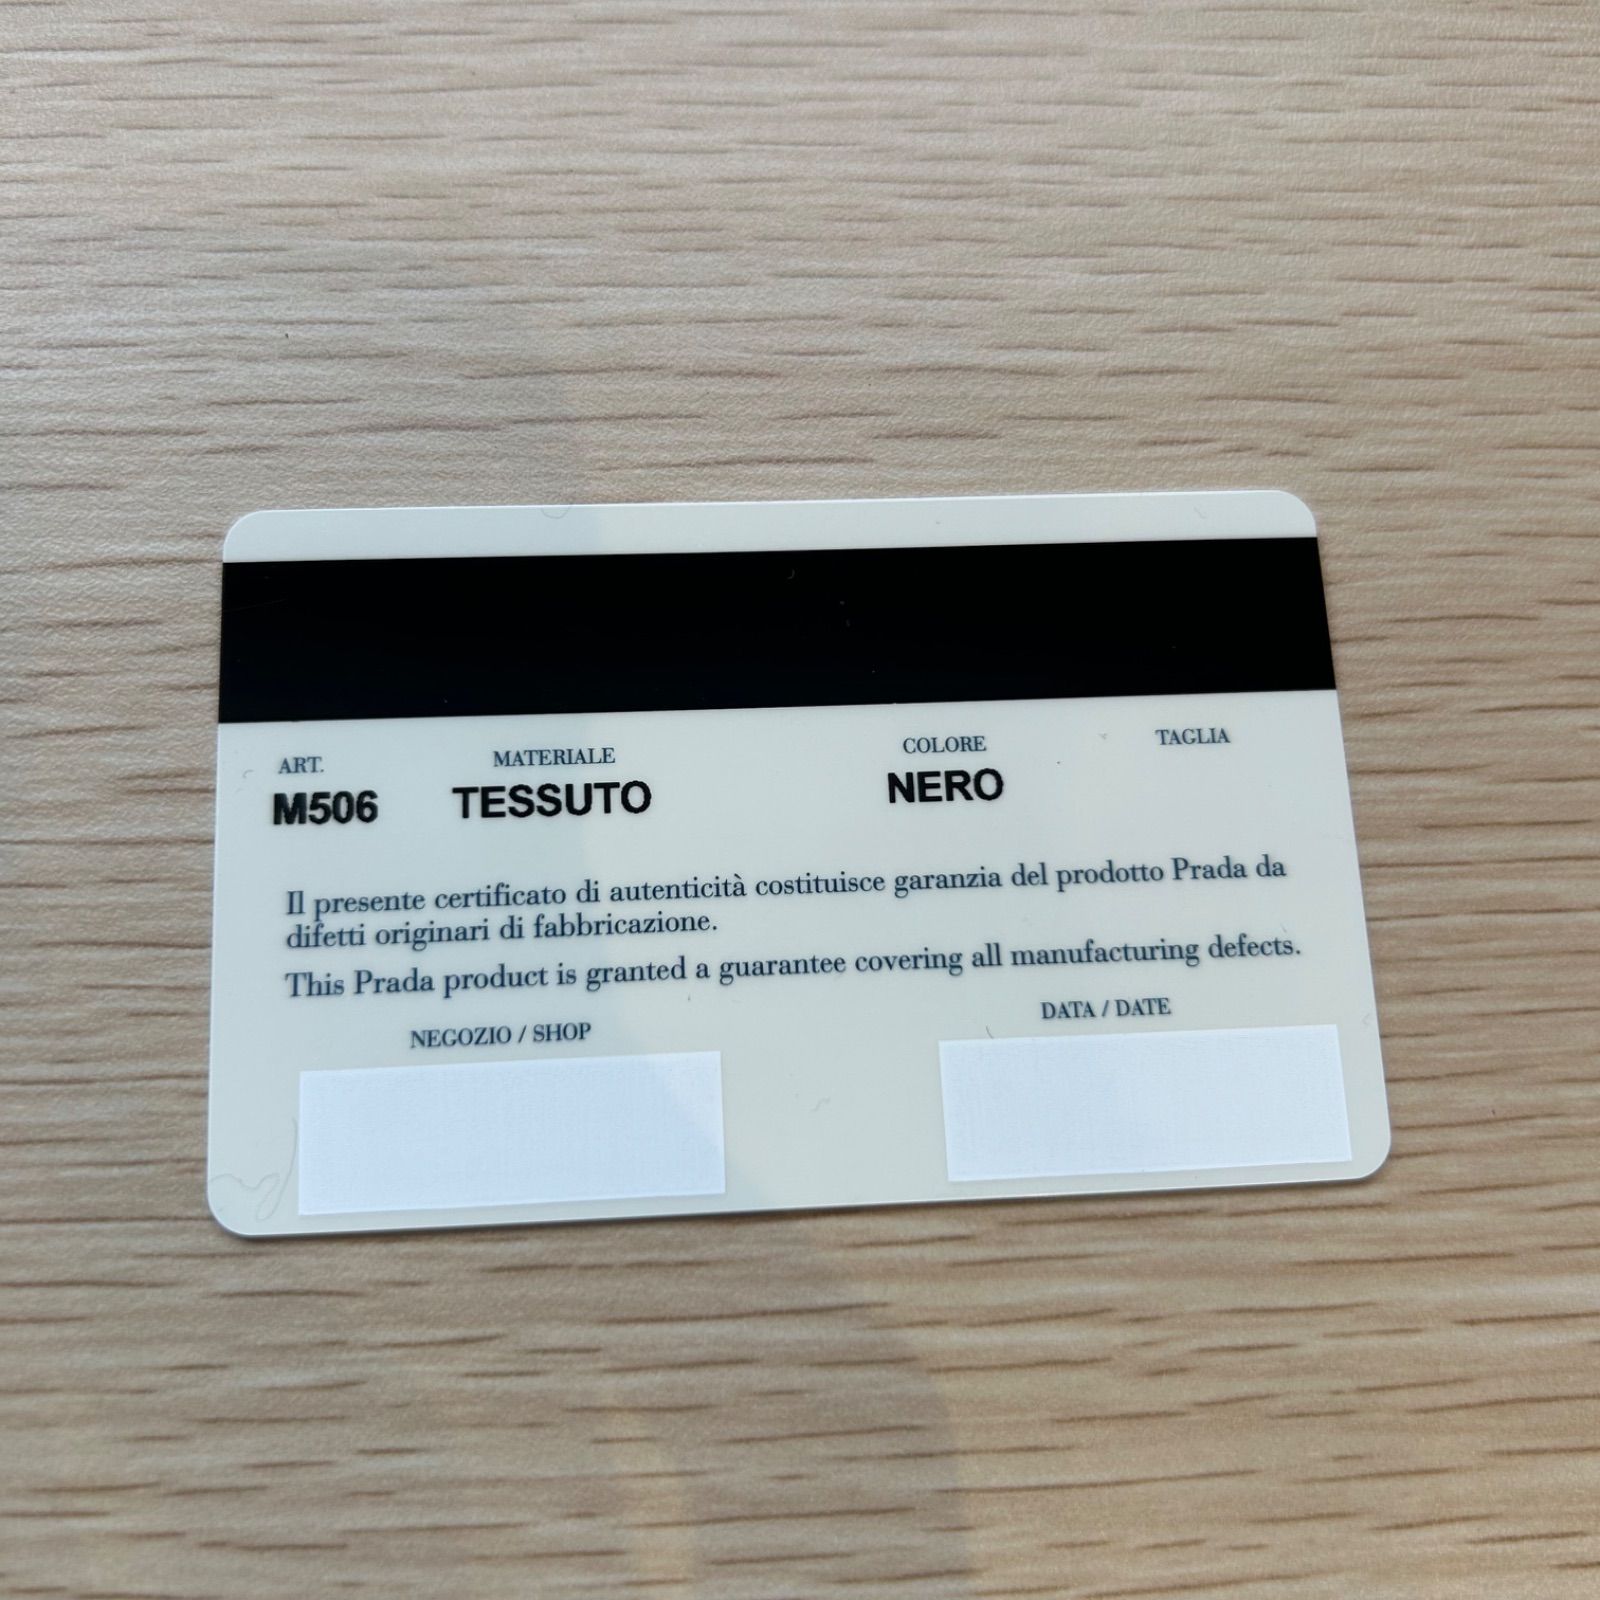 ART. MATERIALE COLORE TAGLIA
M506 TESSUTO NERO
Il presente certificato di autenticità costituisce garanzia del prodotto Prada da
difetti originari di fabbricazione.
This Prada product is granted a guarantee covering all manufacturing defects.
NEGOZIO / SHOP DATA / DATE